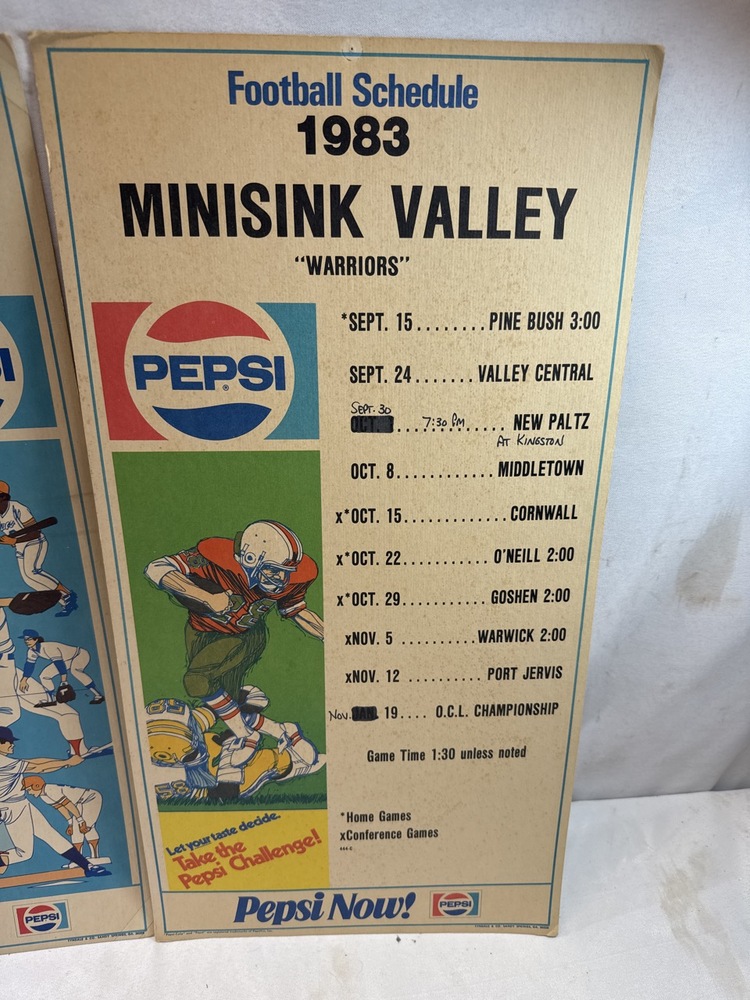 Football Schedule
1983
MINISINK VALLEY
"WARRIORS"
PEPSI®
*SEPT. 15........PINE BUSH 3:00
SEPT. 24.......VALLEY CENTRAL
SEPT. 30
OCT. .... 7:30 PM ..... NEW PALTZ
AT KINGSTON
OCT. 8............MIDDLETOWN
x*OCT. 15.............CORNWALL
x*OCT. 22...........O'NEILL 2:00
x*OCT. 29...........GOSHEN 2:00
xNOV. 5 ..........WARWICK 2:00
xNOV. 12 .......... PORT JERVIS
Nov. 19.... O.C.L. CHAMPIONSHIP
Game Time 1:30 unless noted
*Home Games
xConference Games
Let your taste decide.
Take the
Pepsi Challenge!
Pepsi Now!
PEPSI
PEPSI